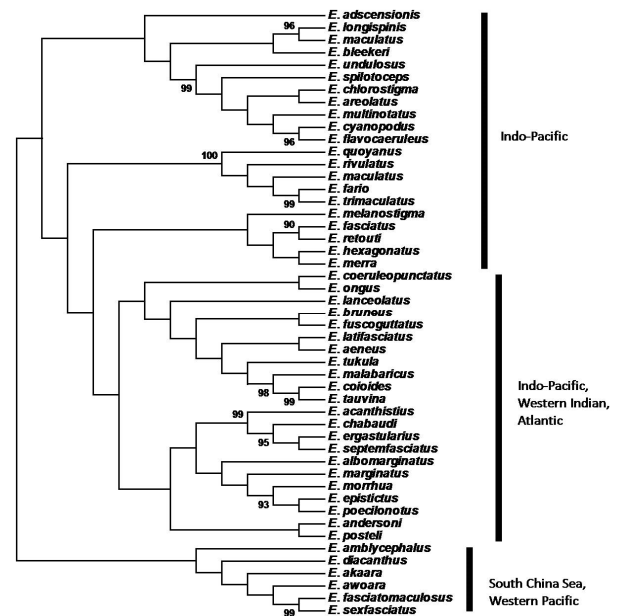 E. adscensionis
96
E. longispinis
E. maculatus
E. bleekeri
E. undulosus
99
E. spilotoceps
E. chlorostigma
E. areolatus
E. multinotatus
E. cyanopodus
96
E. flavocaeruleus
Indo-Pacific
100
E. quoyanus
E. rivulatus
E. maculatus
E. fario
99
E. trimaculatus
E. melanostigma
90
E. fasciatus
E. retouti
E. hexagonatus
E. merra
E. coeruleopunctatus
E. ongus
E. lanceolatus
E. bruneus
E. fuscoguttatus
E. latifasciatus
E. aeneus
E. tukula
E. malabaricus
98
E. coioides
99
E. tauvina
Indo-Pacific,
Western Indian,
Atlantic
99
E. acanthistius
E. chabaudi
95
E. ergastularius
E. septemfasciatus
E. albomarginatus
E. marginatus
E. morrhua
93
E. epistictus
E. poecilonotus
E. andersoni
E. posteli
E. amblycephalus
E. diacanthus
E. akaara
E. awoara
E. fasciatomaculosus
99
E. sexfasciatus
South China Sea,
Western Pacific